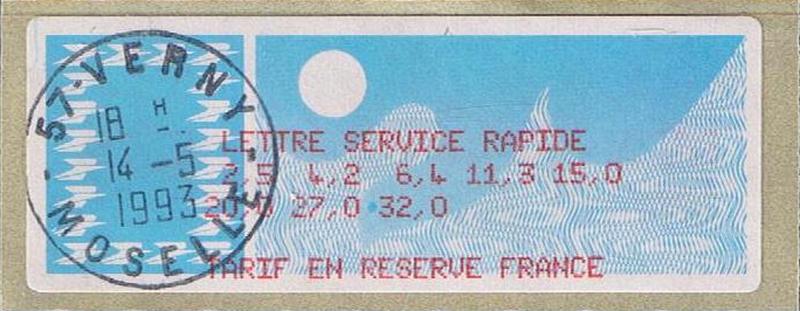 57·VERNY
18 H
14 -5
1993
MOSELLE
LETTRE SERVICE RAPIDE
2,5 4,2 6,4 11,3 15,0
20,0 27,0 32,0
TARIF EN RESERVE FRANCE